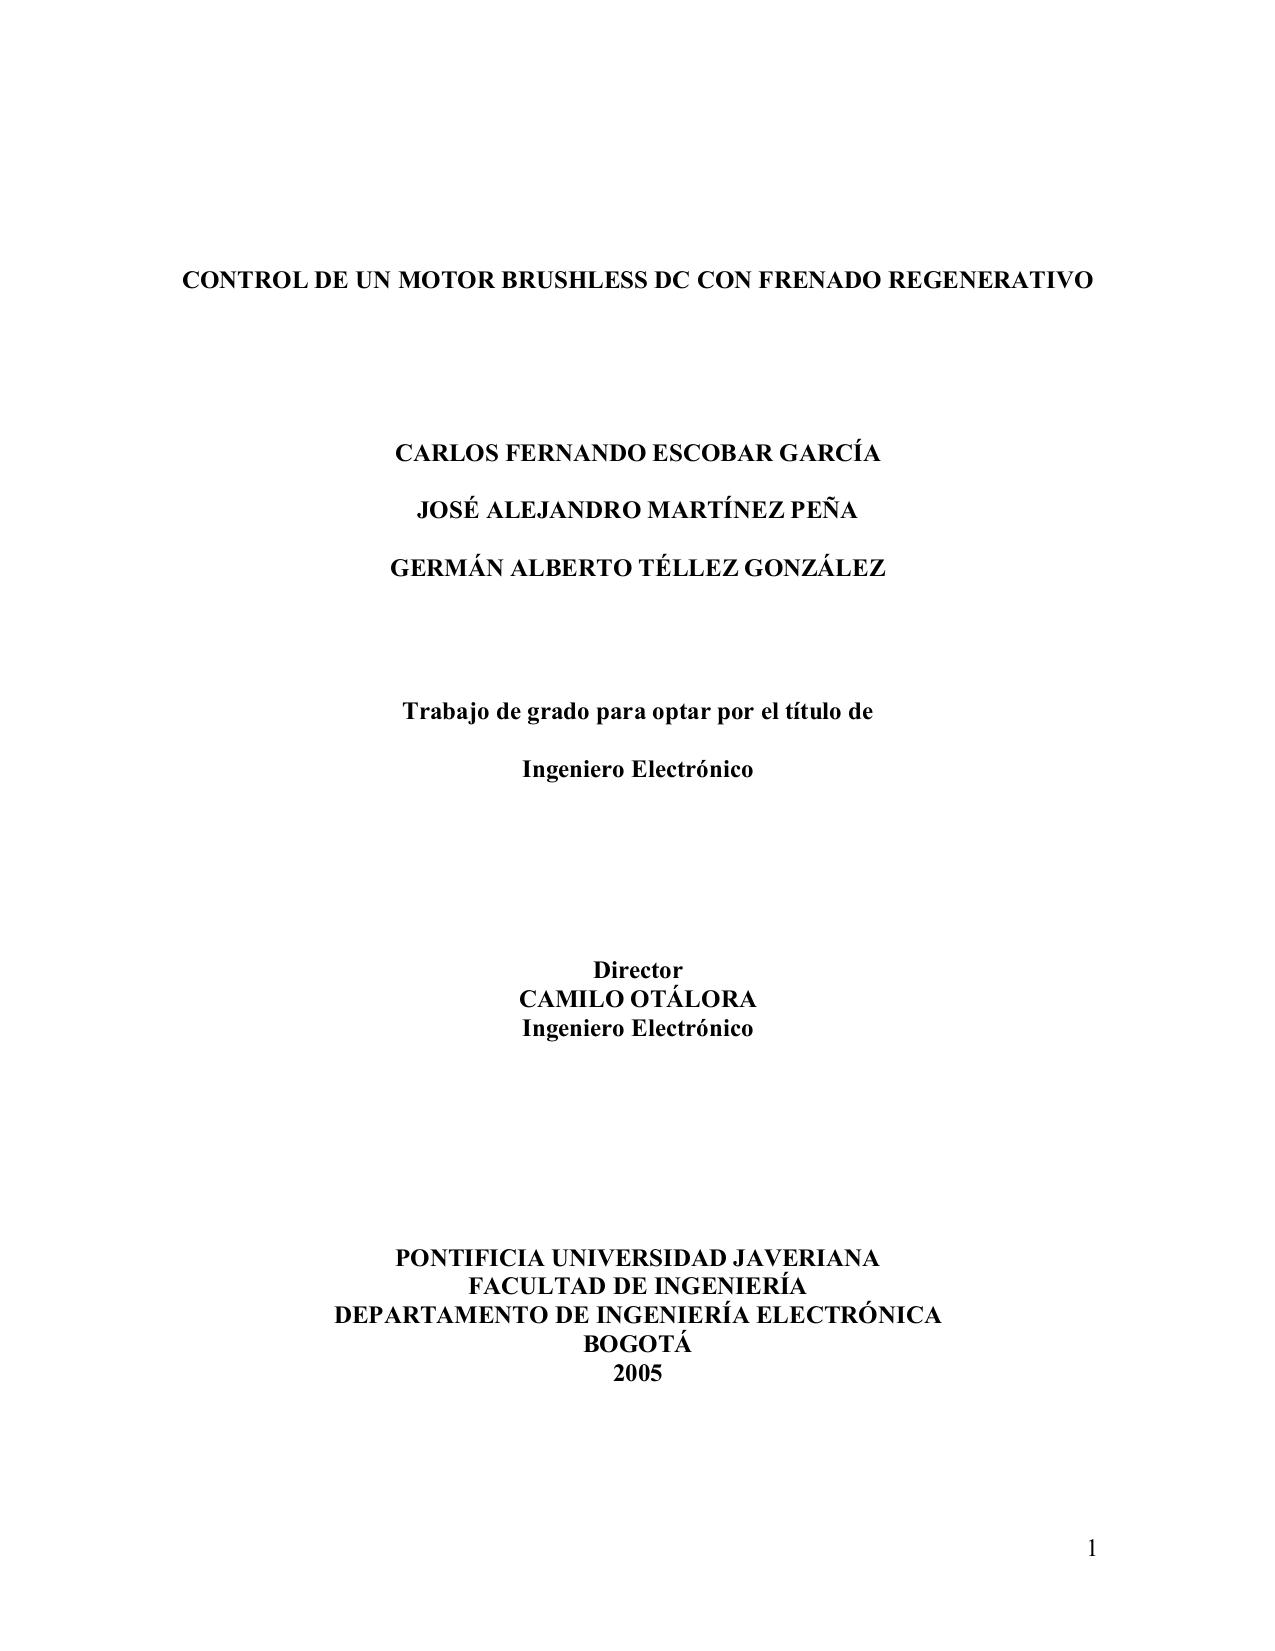 CONTROL DE UN MOTOR BRUSHLESS DC CON FRENADO REGENERATIVO
CARLOS FERNANDO ESCOBAR GARCÍA
JOSÉ ALEJANDRO MARTÍNEZ PEÑA
GERMÁN ALBERTO TÉLLEZ GONZÁLEZ
Trabajo de grado para optar por el título de
Ingeniero Electrónico
Director
CAMILO OTÁLORA
Ingeniero Electrónico
PONTIFICIA UNIVERSIDAD JAVERIANA
FACULTAD DE INGENIERÍA
DEPARTAMENTO DE INGENIERÍA ELECTRÓNICA
BOGOTÁ
2005
1